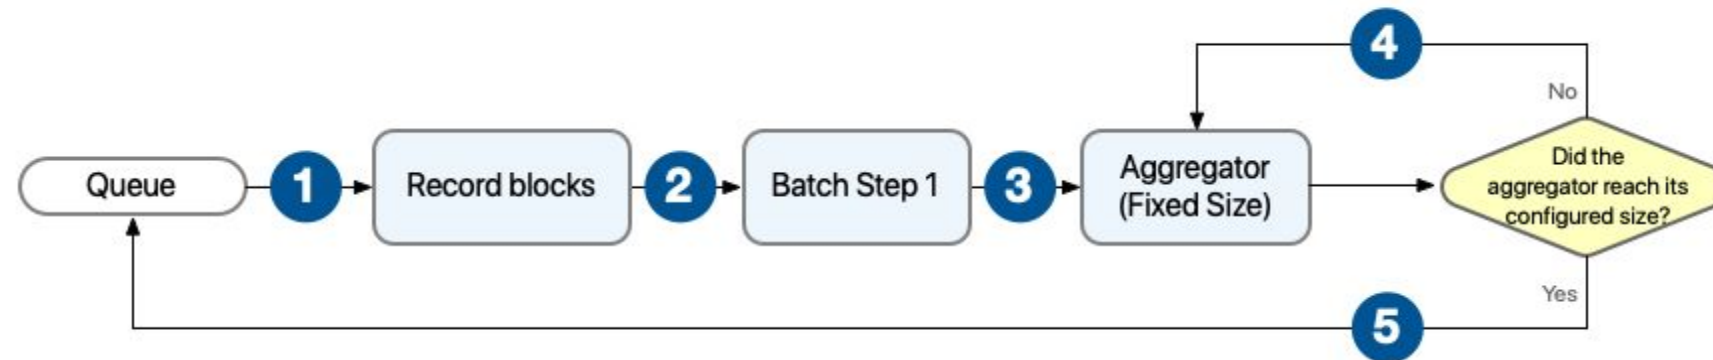 4
No
Queue
1
Record blocks
2
Batch Step 1
3
Aggregator
(Fixed Size)
Did the
aggregator reach its
configured size?
Yes
5